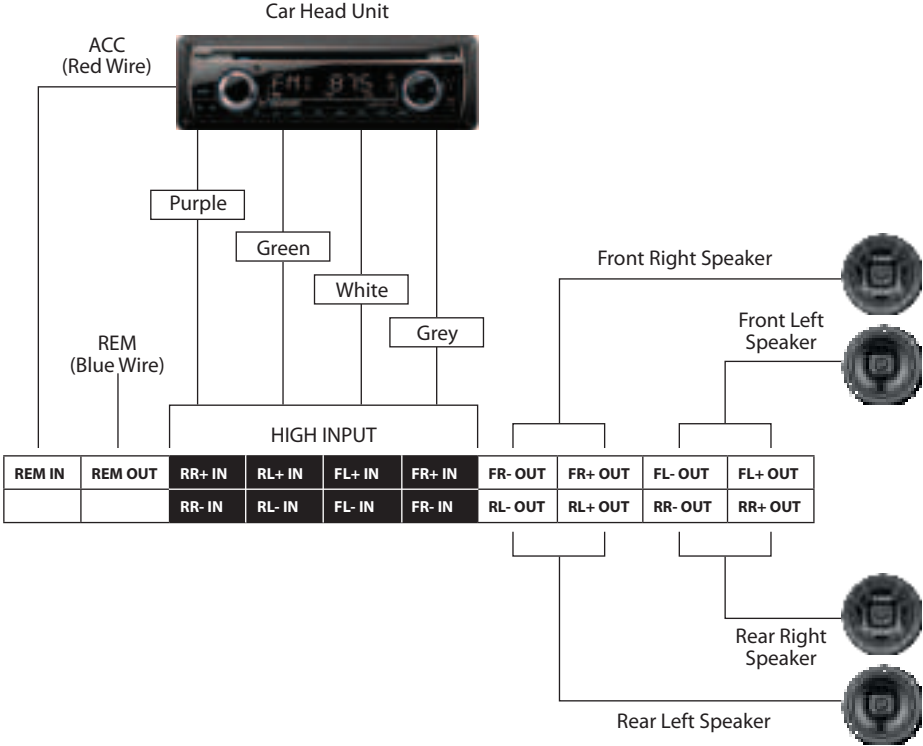 Car Head Unit
ACC
(Red Wire)
Purple
Green
White
Grey
REM
(Blue Wire)
Front Right Speaker
Front Left
Speaker
HIGH INPUT
REM IN REM OUT RR+ IN RL+ IN FL+ IN FR+ IN FR- OUT FR+ OUT FL- OUT FL+ OUT
RR- IN RL- IN FL- IN FR- IN RL- OUT RL+ OUT RR- OUT RR+ OUT
Rear Right
Speaker
Rear Left Speaker